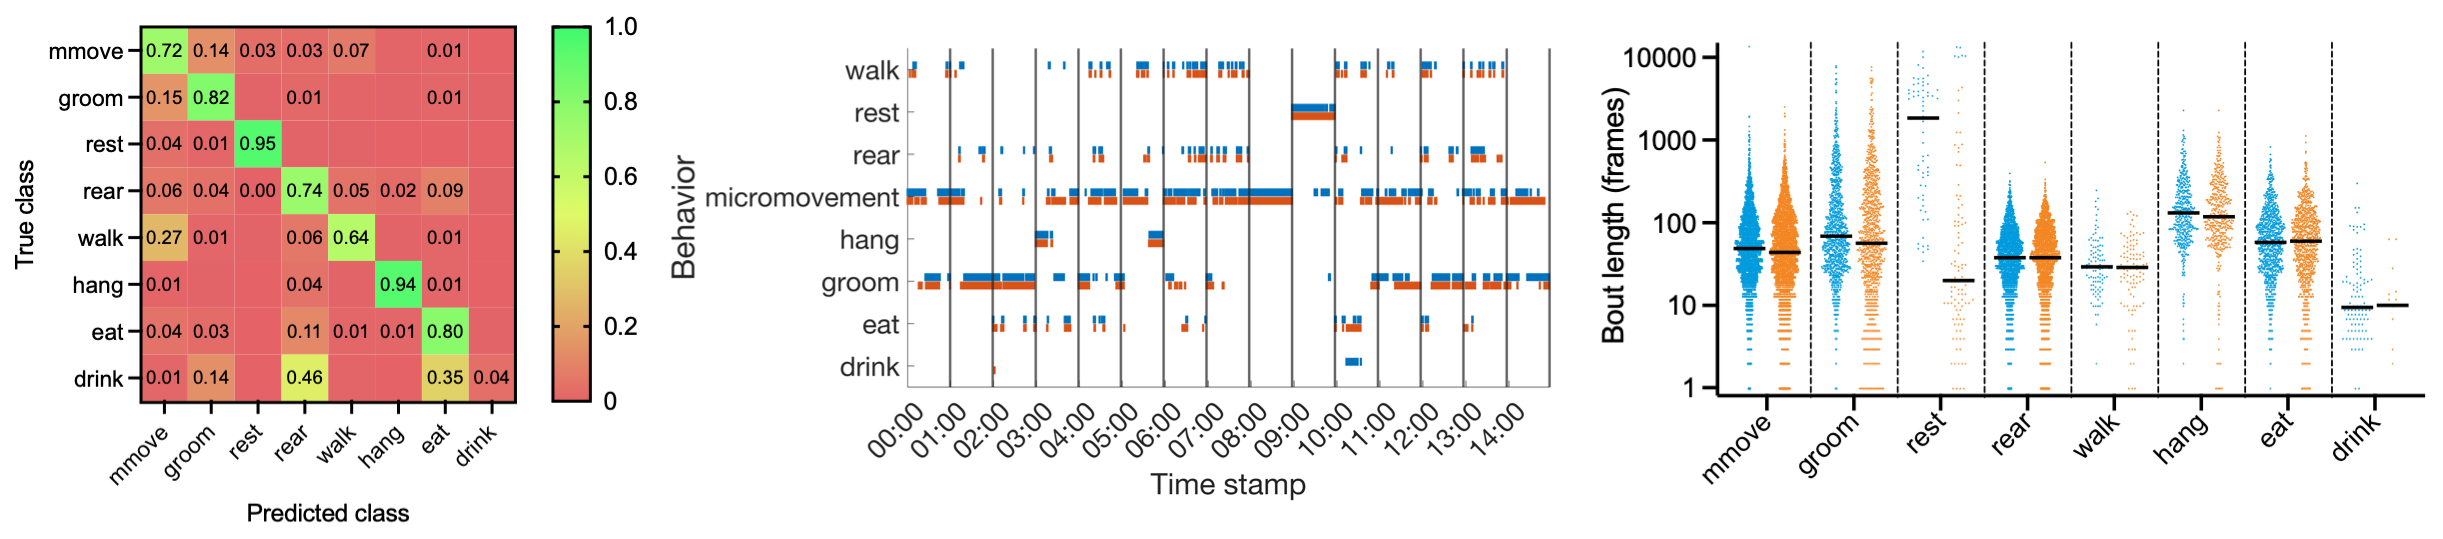 True class
mmove 0.72 0.14 0.03 0.03 0.07 0.01
groom 0.15 0.82 0.01 0.01
rest 0.04 0.01 0.95
rear 0.06 0.04 0.00 0.74 0.05 0.02 0.09
walk 0.27 0.01 0.06 0.64 0.01
hang 0.01 0.04 0.94 0.01
eat 0.04 0.03 0.11 0.01 0.01 0.80
drink 0.01 0.14 0.46 0.35 0.04
mmove groom rest rear walk hang eat drink
Predicted class
1.0
0.8
0.6
0.4
0.2
0
Behavior
walk
rest
rear
micromovement
hang
groom
eat
drink
00:00 01:00 02:00 03:00 04:00 05:00 06:00 07:00 08:00 09:00 10:00 11:00 12:00 13:00 14:00
Time stamp
Bout length (frames)
10000
1000
100
10
1
mmove groom rest rear walk hang eat drink